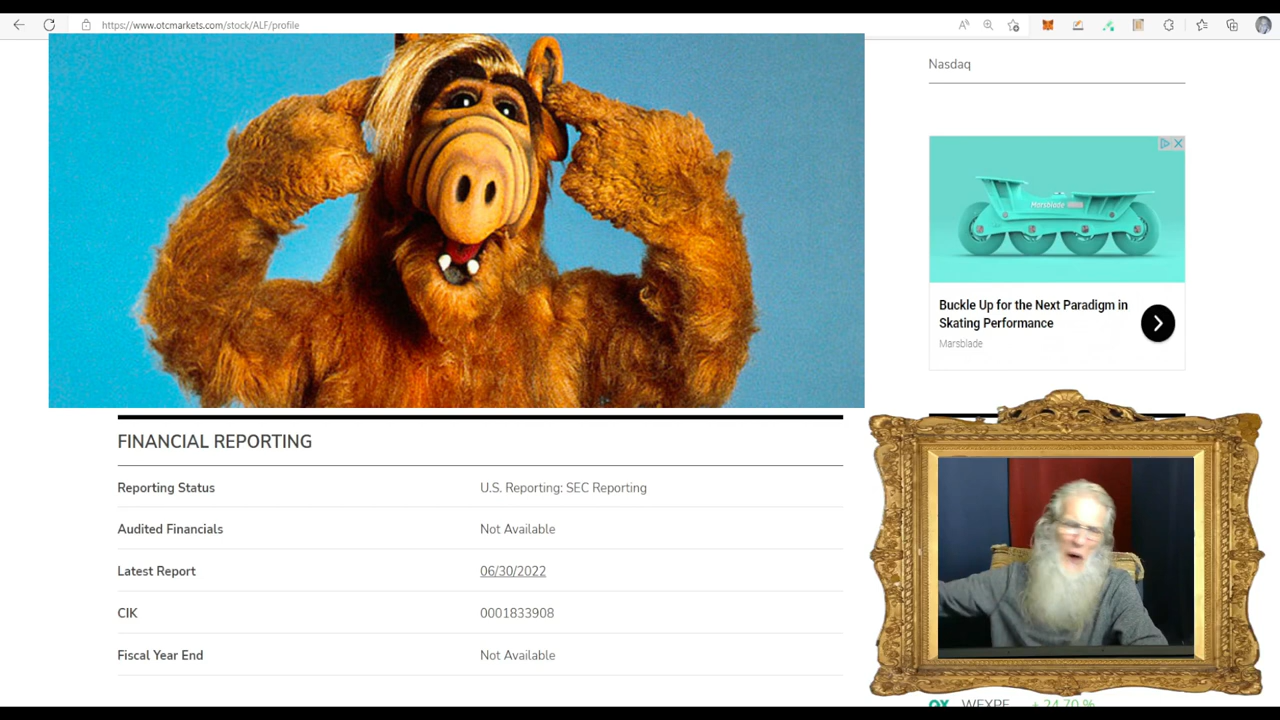 https://www.otcmarkets.com/stock/ALF/profile
Nasdaq
Marsblade
Buckle Up for the Next Paradigm in
Skating Performance
Marsblade
FINANCIAL REPORTING
Reporting Status U.S. Reporting: SEC Reporting
Audited Financials Not Available
Latest Report 06/30/2022
CIK 0001833908
Fiscal Year End Not Available